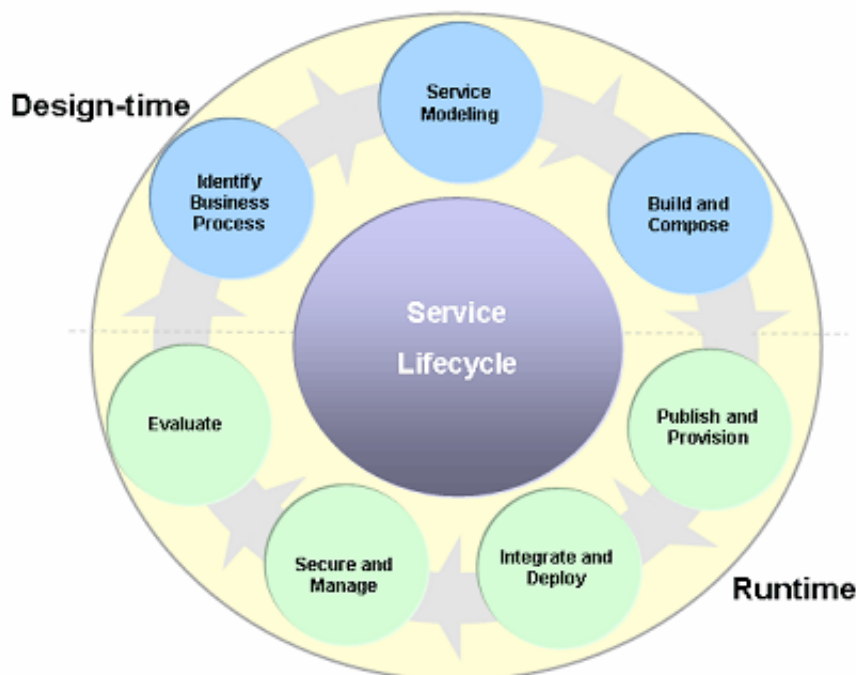 Design-time
Service
Modeling
Identify
Business
Process
Build and
Compose
Service
Lifecycle
Evaluate
Publish and
Provision
Secure and
Manage
Integrate and
Deploy
Runtime